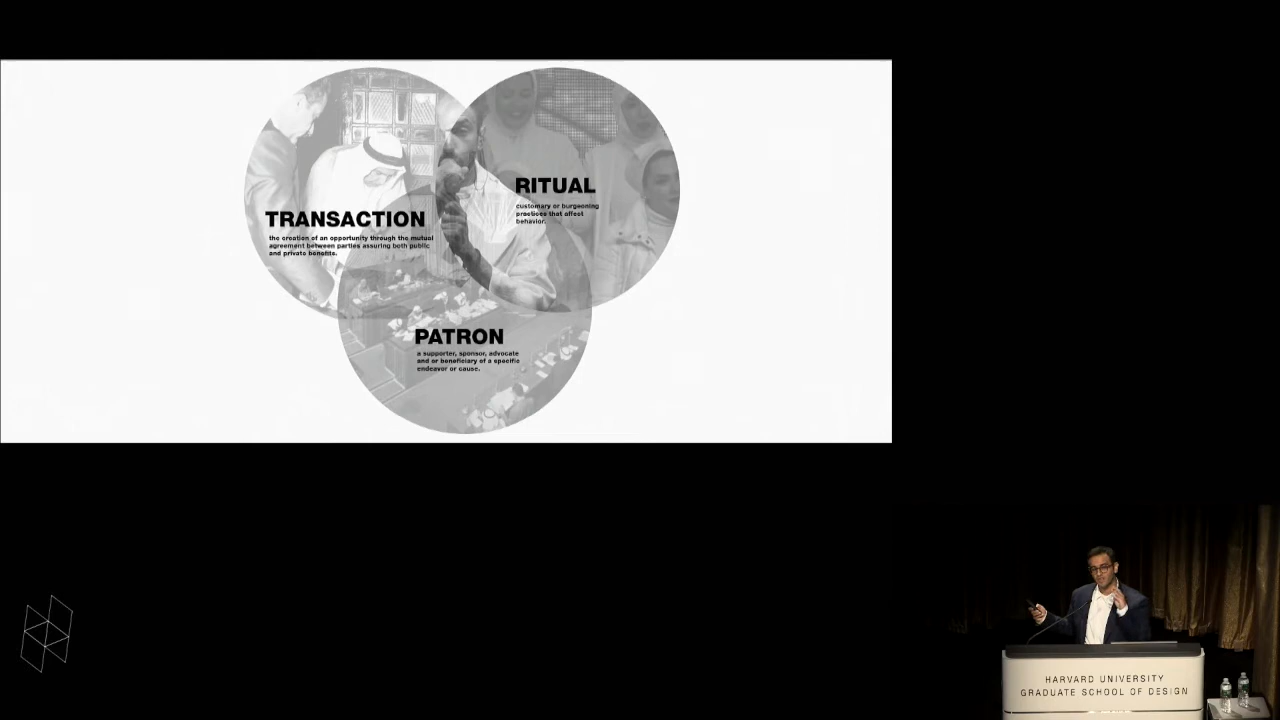 RITUAL
customary or burgeoning
practices that affect
behavior.
TRANSACTION
the creation of an opportunity through the mutual
agreement between parties assuring both public
and private benefits.
PATRON
a supporter, sponsor, advocate
and or beneficiary of a specific
endeavor or cause.
HARVARD UNIVERSITY
GRADUATE SCHOOL OF DESIGN